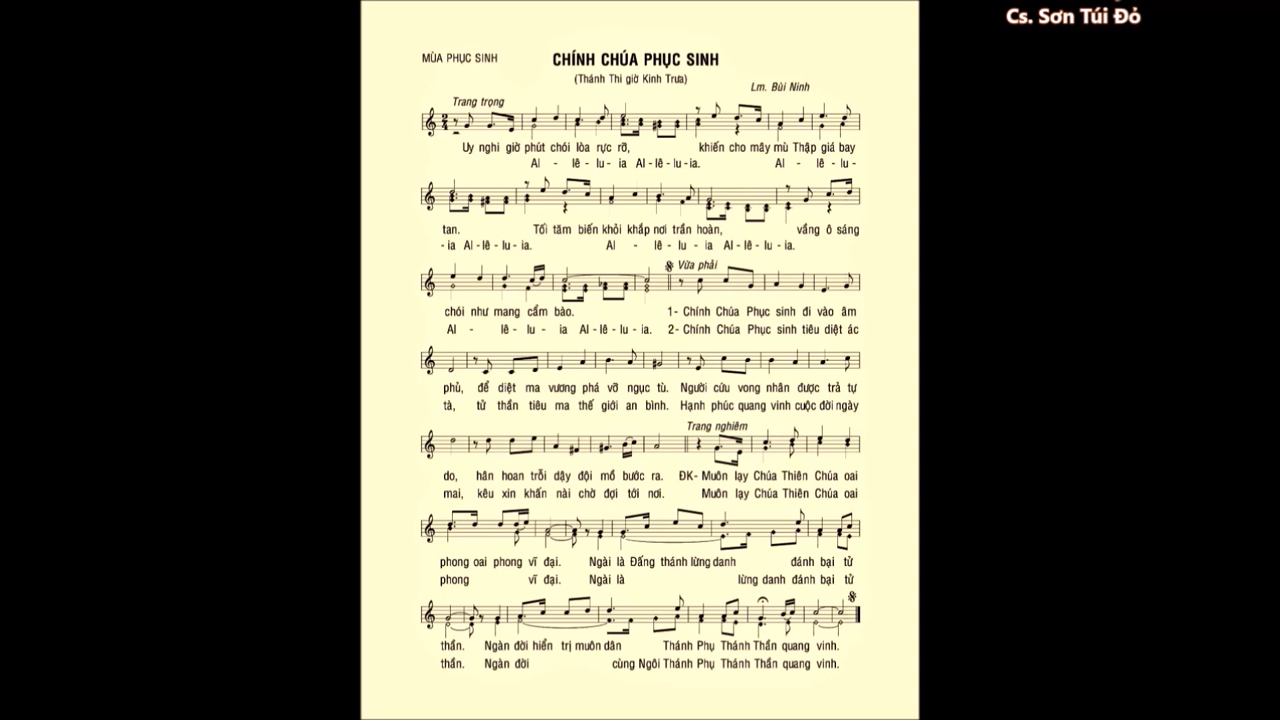 Cs. Sơn Túi Đỏ
MÙA PHỤC SINH
CHÍNH CHÚA PHỤC SINH
(Thánh Thi giờ Kinh Trưa)
Lm. Bùi Ninh
Trang trọng
Uy nghi giờ phút chói lòa rực rỡ, khiến cho mây mù Thập giá bay
Al - lê - lu - ia Al - lê - lu - ia. Al - lê - lu -
tan. Tối tăm biến khỏi khắp nơi trần hoàn, vầng ô sáng
- ia Al - lê - lu - ia. Al - lê - lu - ia Al - lê - lu - ia.
Vừa phải
chói như mang cẩm bào. 1- Chính Chúa Phục sinh đi vào âm
Al - lê - lu - ia Al - lê - lu - ia. 2- Chính Chúa Phục sinh tiêu diệt ác
phủ, để diệt ma vương phá vỡ ngục tù. Người cứu vong nhân được trả tự
tà, tử thần tiêu ma thế giới an bình. Hạnh phúc quang vinh cuộc đời ngày
Trang nghiêm
do, hân hoan trỗi dậy đội mồ bước ra. ĐK- Muôn lạy Chúa Thiên Chúa oai
mai, kêu xin khấn nài chờ đợi tới nơi. Muôn lạy Chúa Thiên Chúa oai
phong oai phong vĩ đại. Ngài là Đấng thánh lừng danh đánh bại tử
phong vĩ đại. Ngài là lừng danh đánh bại tử
thần. Ngàn đời hiển trị muôn dân Thánh Phụ Thánh Thần quang vinh.
thần. Ngàn đời cùng Ngôi Thánh Phụ Thánh Thần quang vinh.